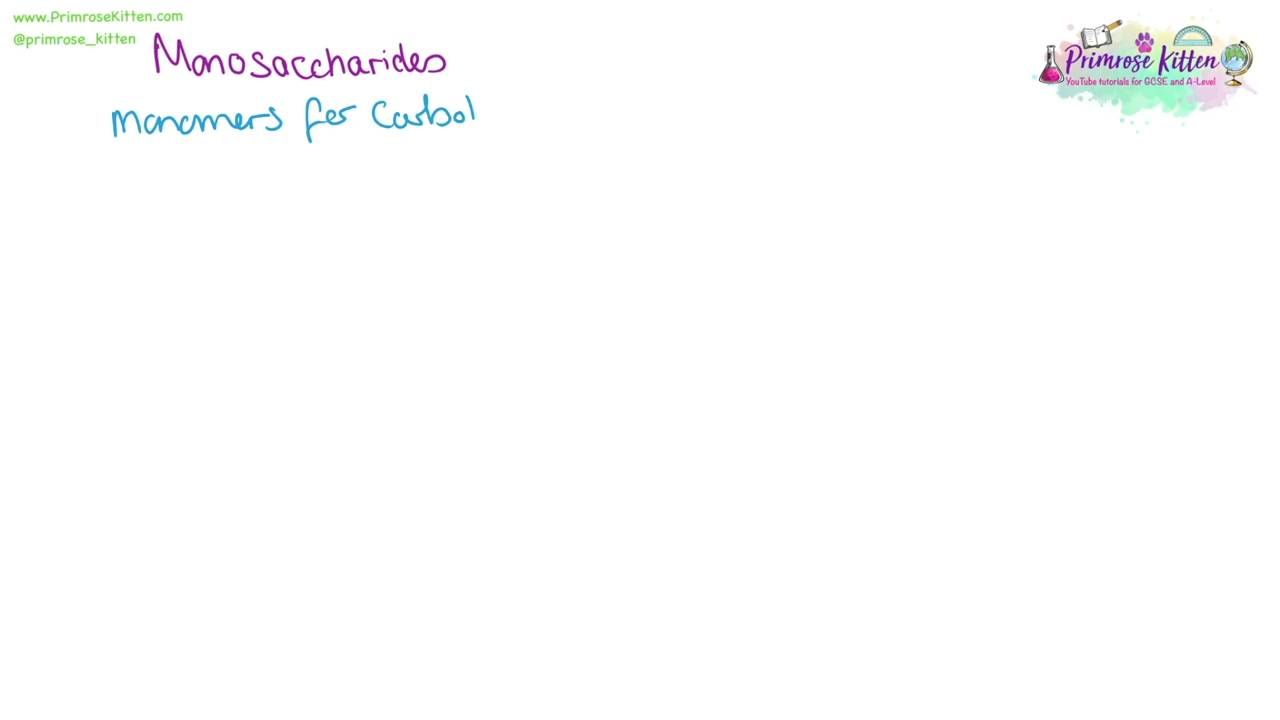 www.PrimroseKitten.com
@primrose_kitten
Monosaccharides
monomers for Carbol
Primrose Kitten
YouTube tutorials for GCSE and A-Level